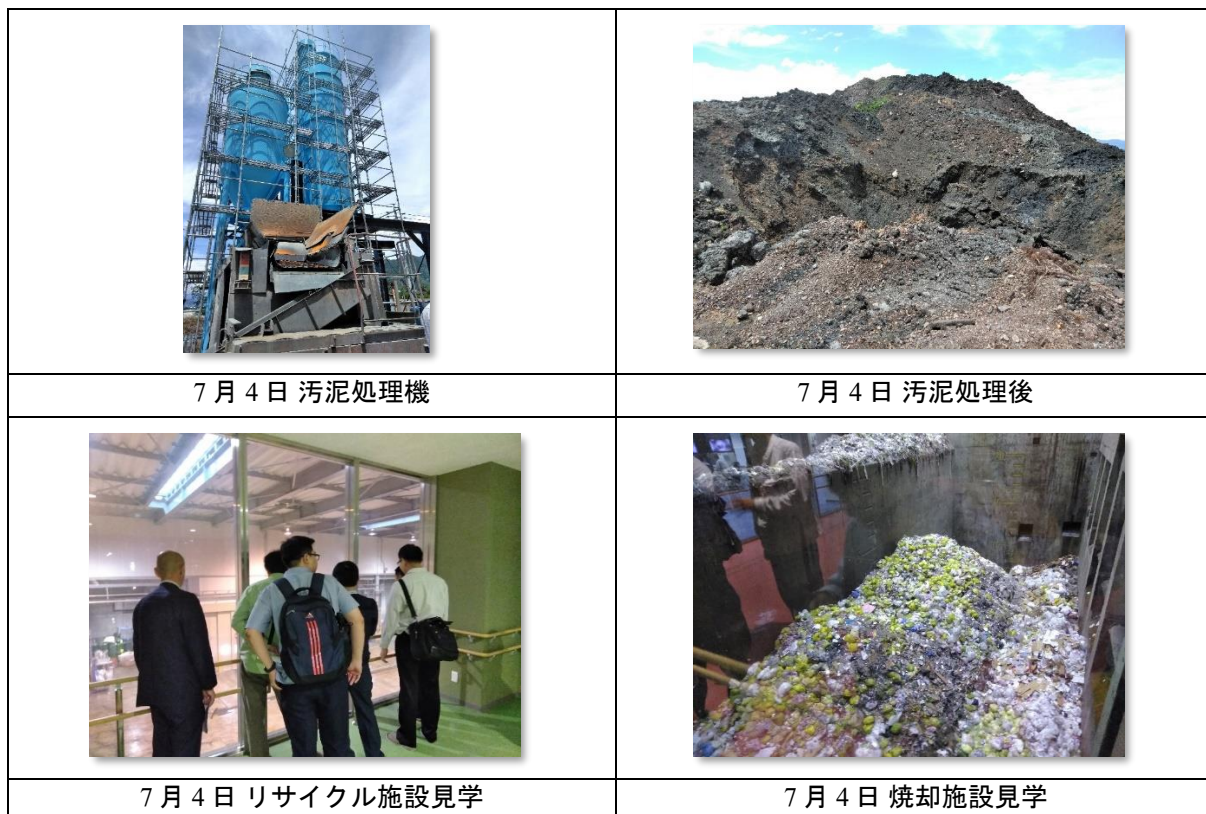 7 月 4 日 汚泥処理機
7 月 4 日 汚泥処理後
7 月 4 日 リサイクル施設見学
7 月 4 日 焼却施設見学